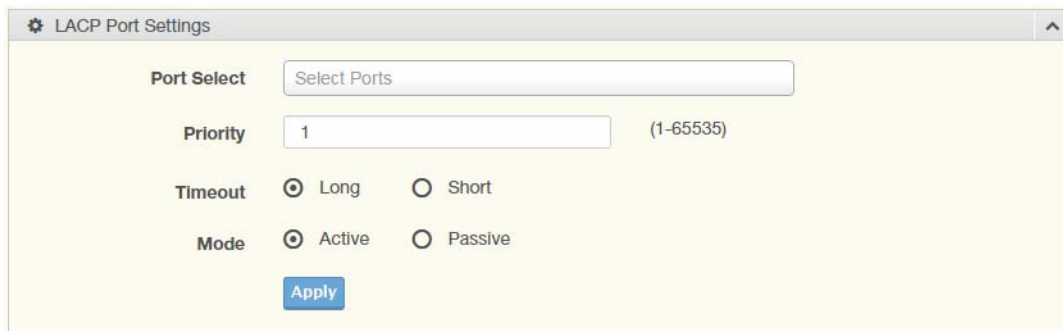 LACP Port Settings
Port Select Select Ports
Priority 1 (1-65535)
Timeout Long Short
Mode Active Passive
Apply